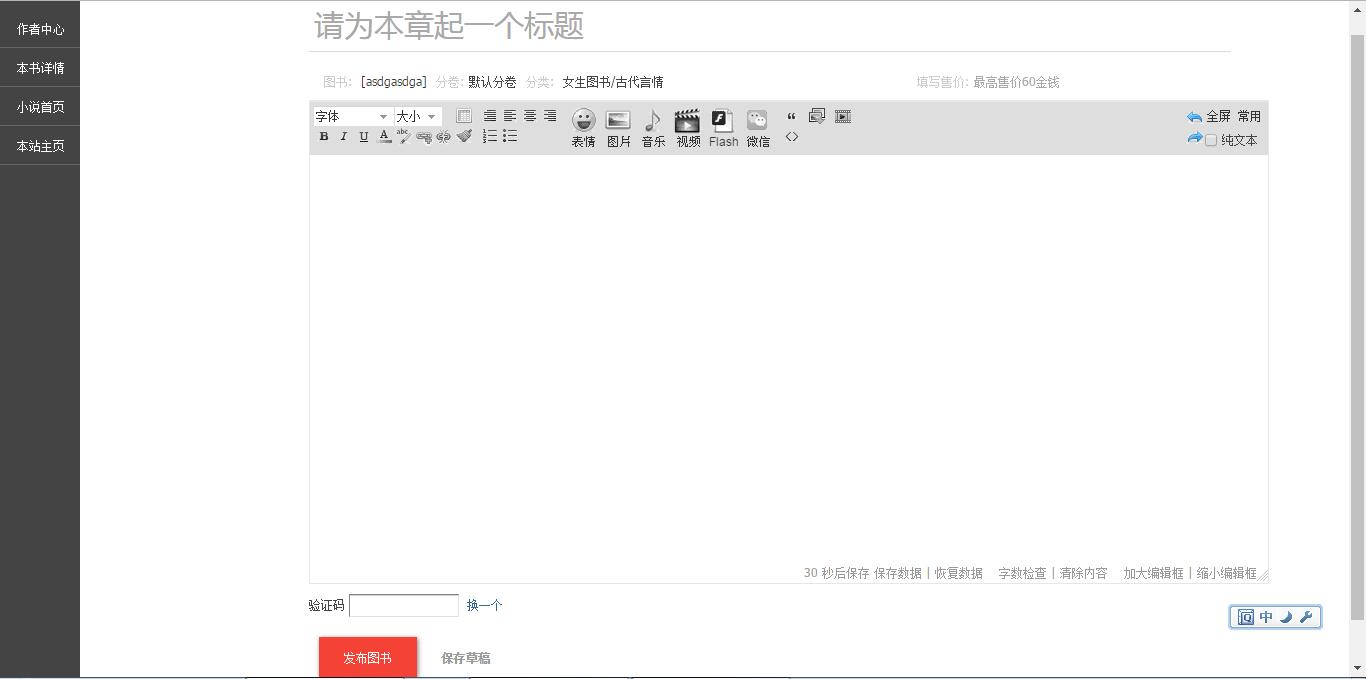 作者中心
本书详情
小说首页
本站主页
请为本章起一个标题
图书: [asdgasdga] 分卷: 默认分卷 分类: 女生图书/古代言情 填写售价: 最高售价60金钱
字体 大小 全屏 常用
B I U A abc
表情 图片 音乐 视频 Flash 微信 纯文本
30 秒后保存 保存数据 | 恢复数据 字数检查 | 清除内容 加大编辑框 | 缩小编辑框
验证码 换一个
中
发布图书 保存草稿